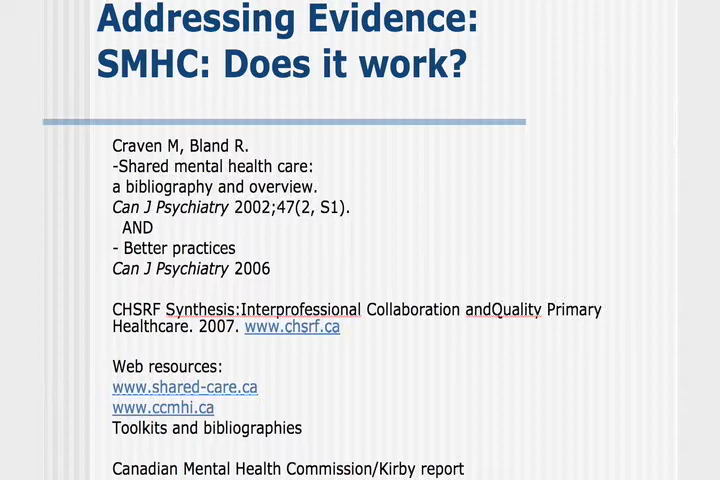 Addressing Evidence:
SMHC: Does it work?
Craven M, Bland R.
-Shared mental health care:
a bibliography and overview.
Can J Psychiatry 2002;47(2, S1).
AND
- Better practices
Can J Psychiatry 2006
CHSRF Synthesis:Interprofessional Collaboration andQuality Primary
Healthcare. 2007. www.chsrf.ca
Web resources:
www.shared-care.ca
www.ccmhi.ca
Toolkits and bibliographies
Canadian Mental Health Commission/Kirby report